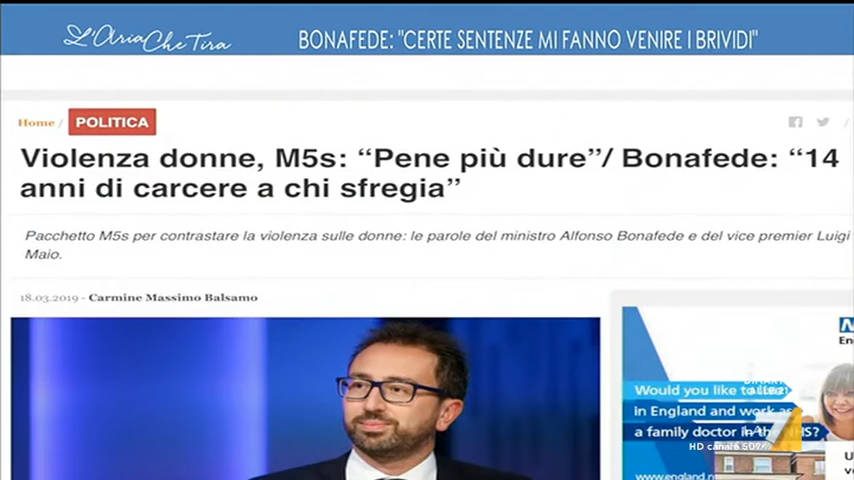 L'Aria Che Tira
BONAFEDE: "CERTE SENTENZE MI FANNO VENIRE I BRIVIDI"
Home /
POLITICA
Violenza donne, M5s: “Pene più dure”/ Bonafede: “14
anni di carcere a chi sfregia”
Pacchetto M5s per contrastare la violenza sulle donne: le parole del ministro Alfonso Bonafede e del vice premier Luigi
Maio.
18.03.2019 - Carmine Massimo Balsamo
Would you like to
in England and work as
a family doctor in the NHS?
HD canale
www.england.n